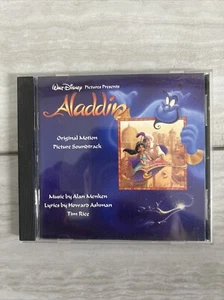 Walt Disney Pictures Presents
Aladdin
Original Motion
Picture Soundtrack
Music by Alan Menken
Lyrics by Howard Ashman
Tim Rice